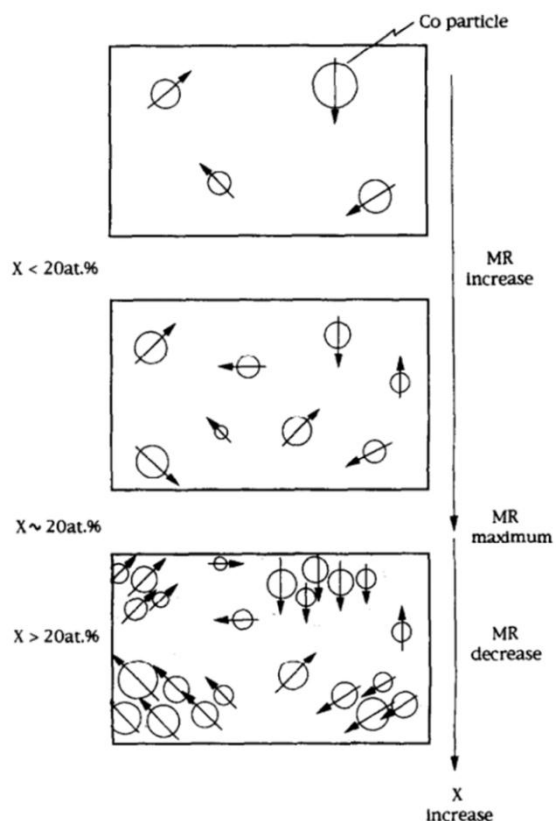 Co particle
X < 20at.%
MR
increase
X ~ 20at.%
MR
maximum
X > 20at.%
MR
decrease
X
increase